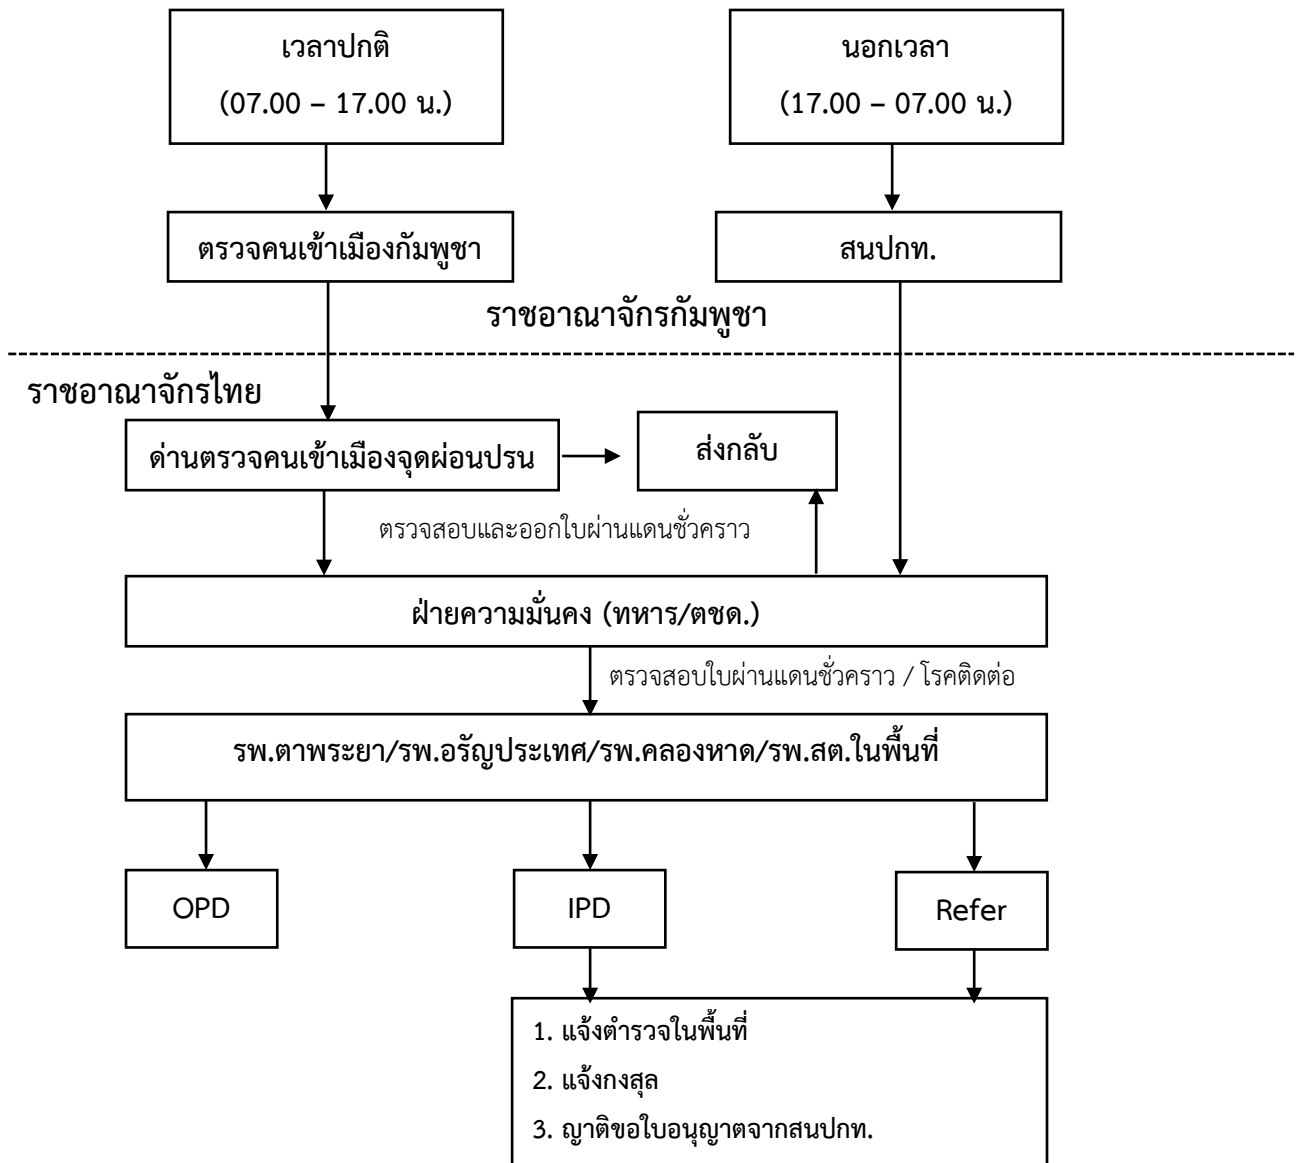 เวลาปกติ
(07.00 – 17.00 น.)
นอกเวลา
(17.00 – 07.00 น.)
ตรวจคนเข้าเมืองกัมพูชา
สนปกท.
ราชอาณาจักรกัมพูชา
ราชอาณาจักรไทย
ด่านตรวจคนเข้าเมืองจุดผ่อนปรน
ส่งกลับ
ตรวจสอบและออกใบผ่านแดนชั่วคราว
ฝ่ายความมั่นคง (ทหาร/ตชด.)
ตรวจสอบใบผ่านแดนชั่วคราว / โรคติดต่อ
รพ.ตาพระยา/รพ.อรัญประเทศ/รพ.คลองหาด/รพ.สต.ในพื้นที่
OPD
IPD
Refer
1. แจ้งตำรวจในพื้นที่
2. แจ้งกงสุล
3. ญาติขอใบอนุญาตจากสนปกท.